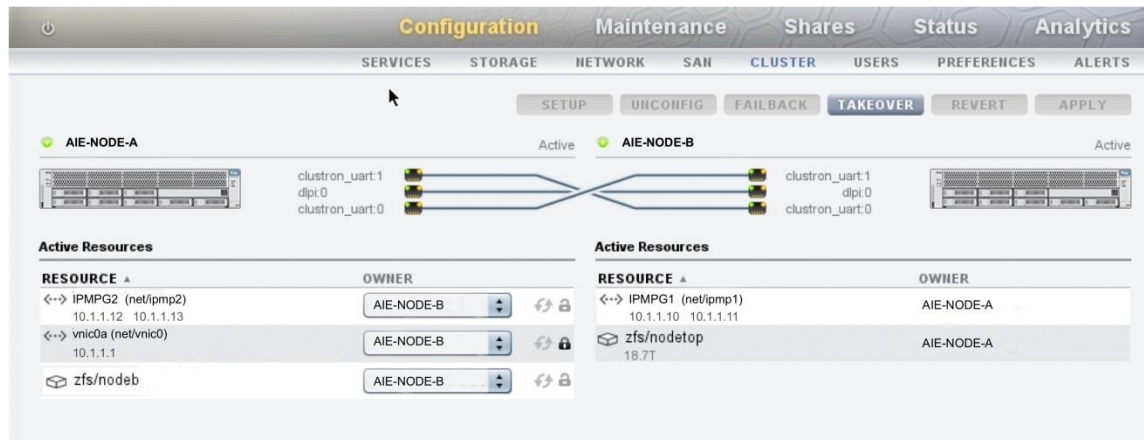 Configuration Maintenance Shares Status Analytics
SERVICES STORAGE NETWORK SAN CLUSTER USERS PREFERENCES ALERTS
SETUP UNCONFIG FAILBACK TAKEOVER REVERT APPLY
AIE-NODE-A Active AIE-NODE-B Active
clustron_uart:1 clustron_uart:1
dlpi:0 dlpi:0
clustron_uart:0 clustron_uart:0
Active Resources Active Resources
RESOURCE OWNER RESOURCE OWNER
IPMPG2 (net/ipmp2) AIE-NODE-B IPMPG1 (net/ipmp1) AIE-NODE-A
10.1.1.12 10.1.1.13 10.1.1.10 10.1.1.11
vnic0a (net/vnic0) AIE-NODE-B zfs/nodetop AIE-NODE-A
10.1.1.1 18.7T
zfs/nodeb AIE-NODE-B